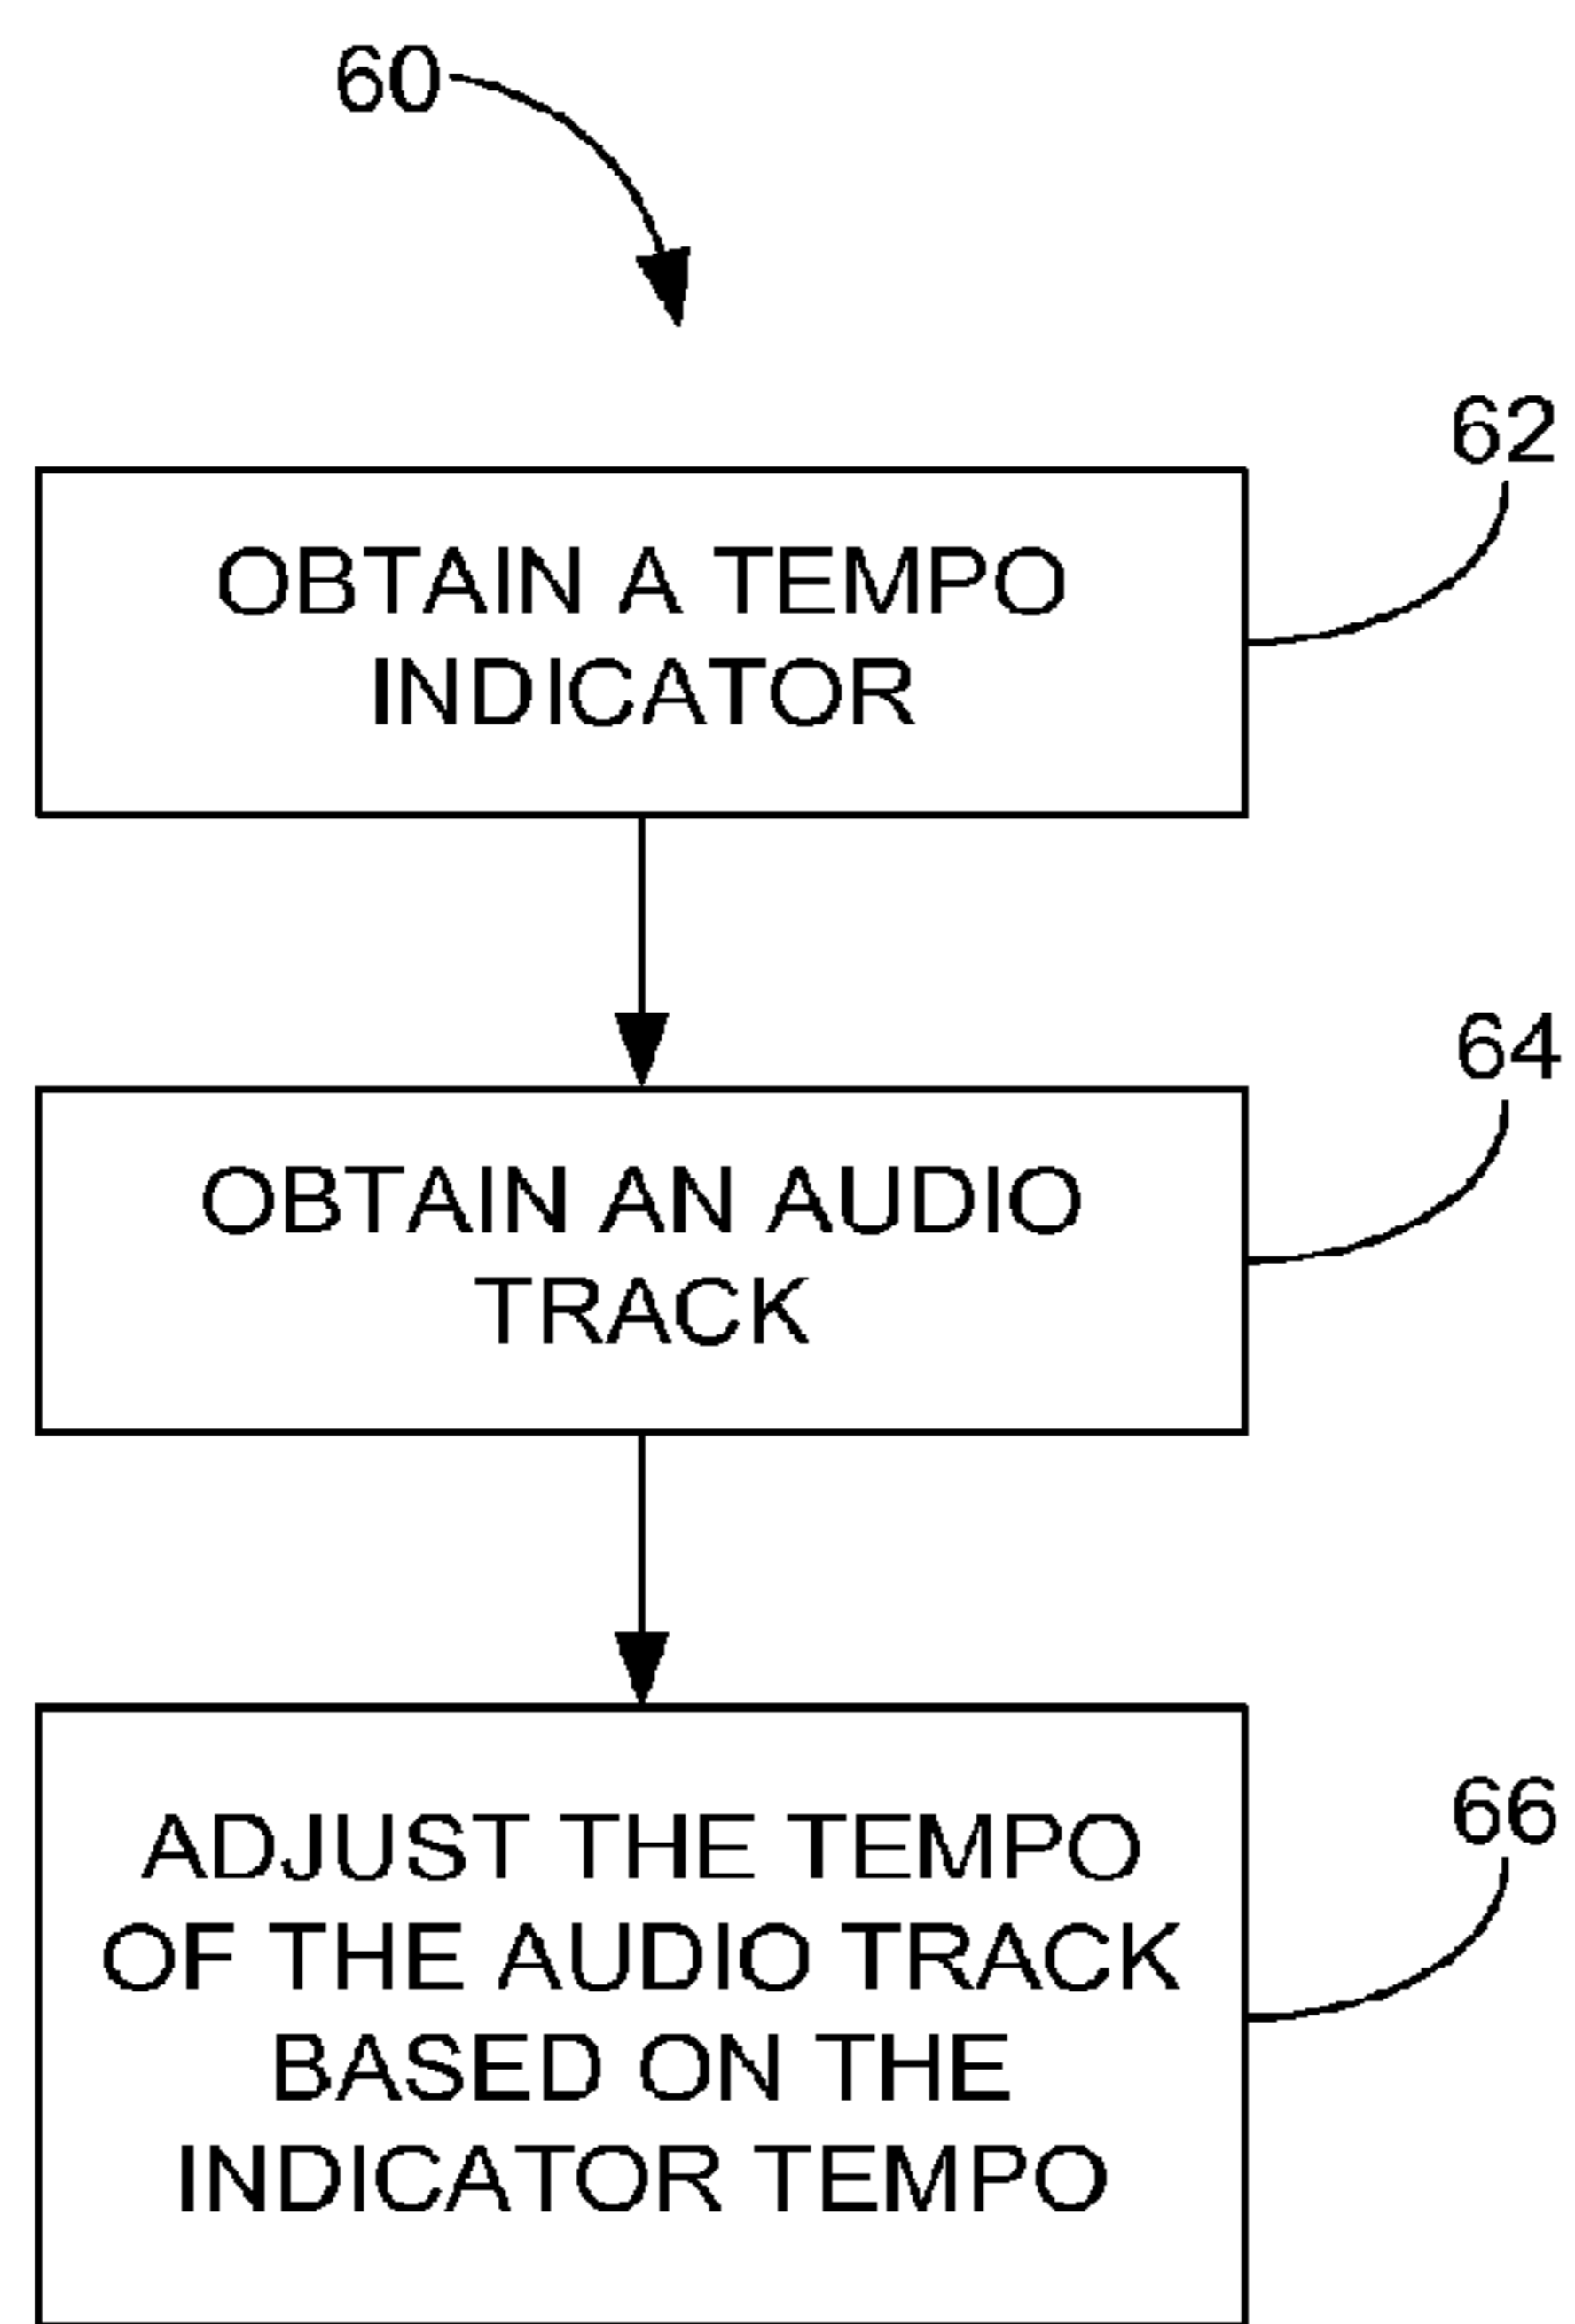 60
62
OBTAIN A TEMPO
INDICATOR
64
OBTAIN AN AUDIO
TRACK
66
ADJUST THE TEMPO
OF THE AUDIO TRACK
BASED ON THE
INDICATOR TEMPO